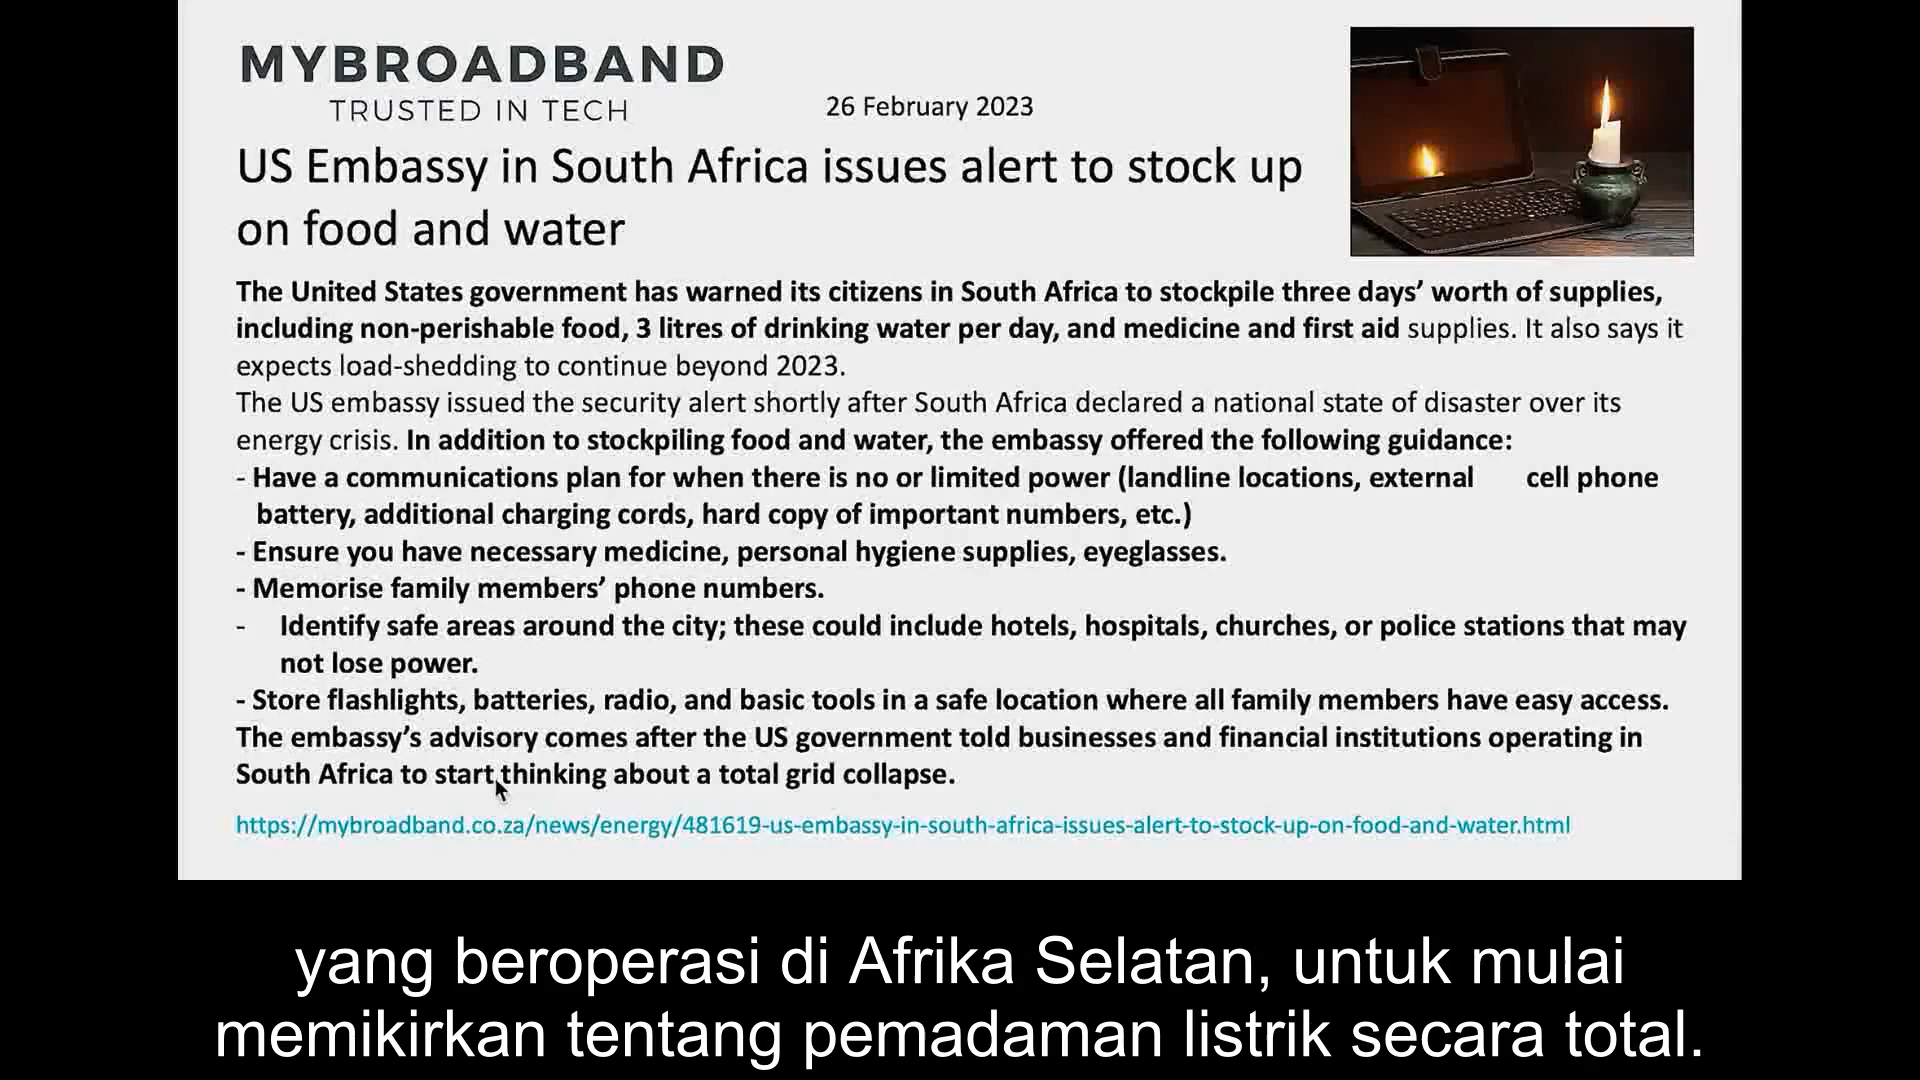 MYBROADBAND
TRUSTED IN TECH
26 February 2023
US Embassy in South Africa issues alert to stock up
on food and water
The United States government has warned its citizens in South Africa to stockpile three days’ worth of supplies,
including non-perishable food, 3 litres of drinking water per day, and medicine and first aid supplies. It also says it
expects load-shedding to continue beyond 2023.
The US embassy issued the security alert shortly after South Africa declared a national state of disaster over its
energy crisis. In addition to stockpiling food and water, the embassy offered the following guidance:
- Have a communications plan for when there is no or limited power (landline locations, external cell phone
battery, additional charging cords, hard copy of important numbers, etc.)
- Ensure you have necessary medicine, personal hygiene supplies, eyeglasses.
- Memorise family members’ phone numbers.
- Identify safe areas around the city; these could include hotels, hospitals, churches, or police stations that may
not lose power.
- Store flashlights, batteries, radio, and basic tools in a safe location where all family members have easy access.
The embassy’s advisory comes after the US government told businesses and financial institutions operating in
South Africa to start thinking about a total grid collapse.
https://mybroadband.co.za/news/energy/481619-us-embassy-in-south-africa-issues-alert-to-stock-up-on-food-and-water.html
yang beroperasi di Afrika Selatan, untuk mulai
memikirkan tentang pemadaman listrik secara total.